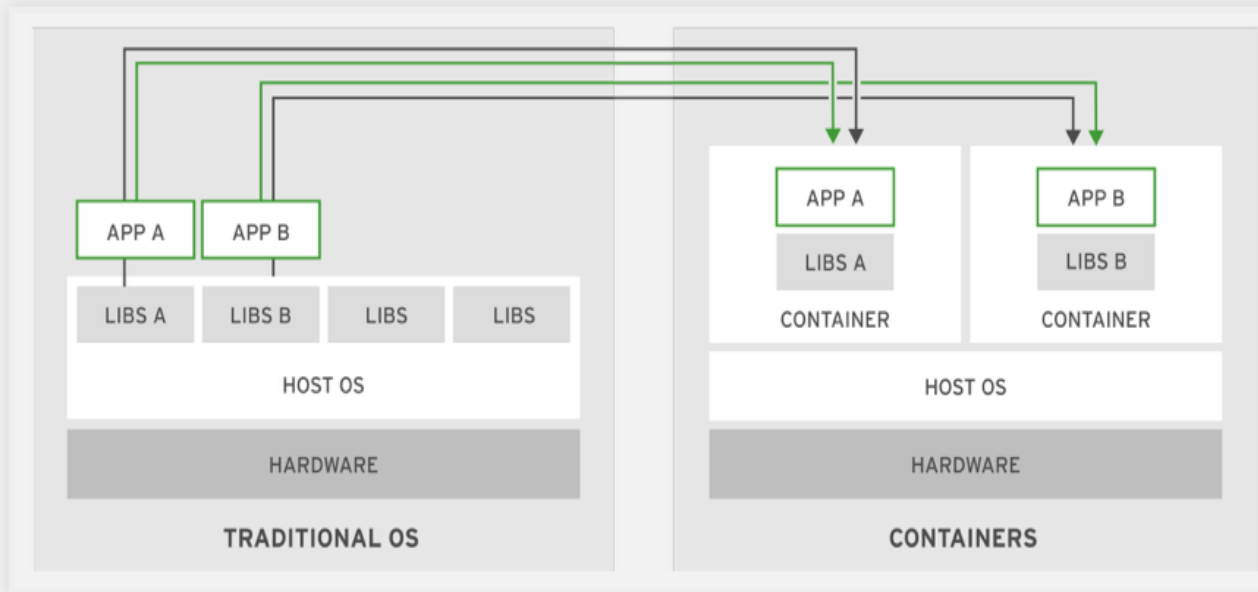 APP A
APP B
LIBS A
LIBS B
LIBS
LIBS
HOST OS
HARDWARE
TRADITIONAL OS
APP A
LIBS A
CONTAINER
APP B
LIBS B
CONTAINER
HOST OS
HARDWARE
CONTAINERS